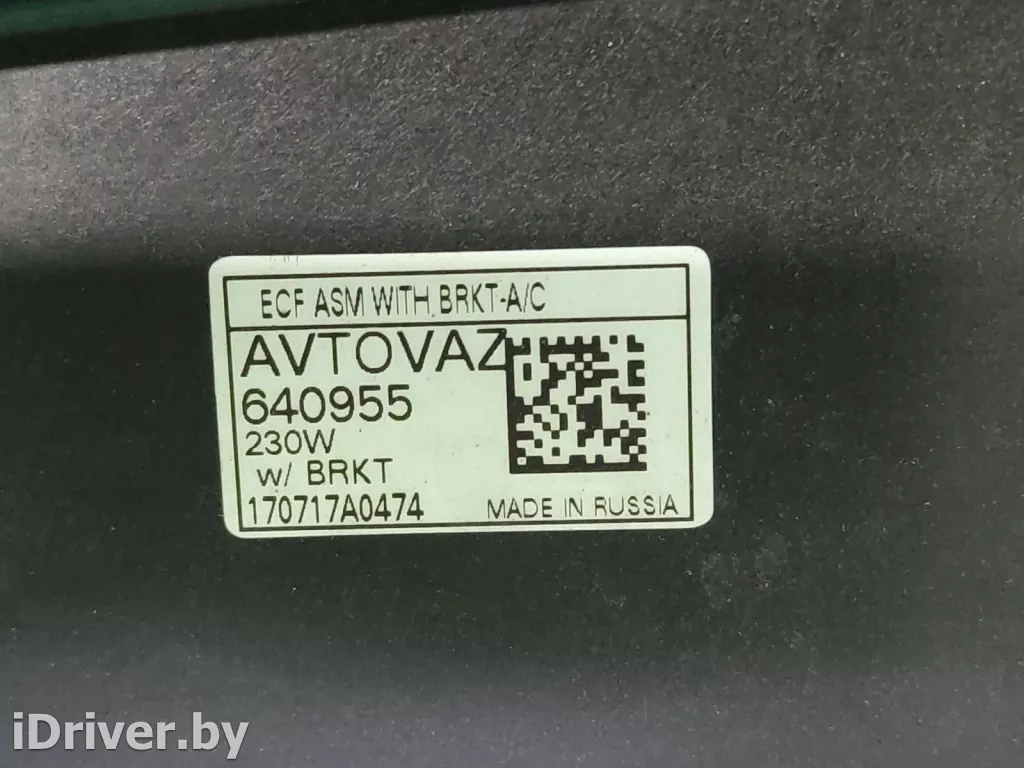 ECF ASM WITH BRKT-A/C
AVTOVAZ
640955
230W
w/ BRKT
170717A0474 MADE IN RUSSIA
iDriver.by